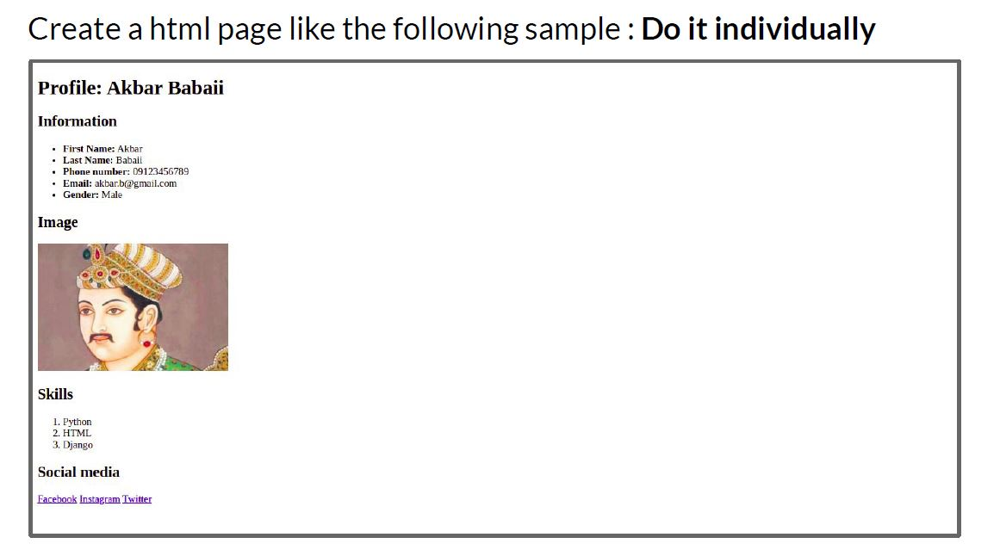 Create a html page like the following sample : Do it individually
Profile: Akbar Babaii
Information
• First Name: Akbar
• Last Name: Babaii
• Phone number: 09123456789
• Email: akbar.b@gmail.com
• Gender: Male
Image
Skills
1. Python
2. HTML
3. Django
Social media
Facebook Instagram Twitter